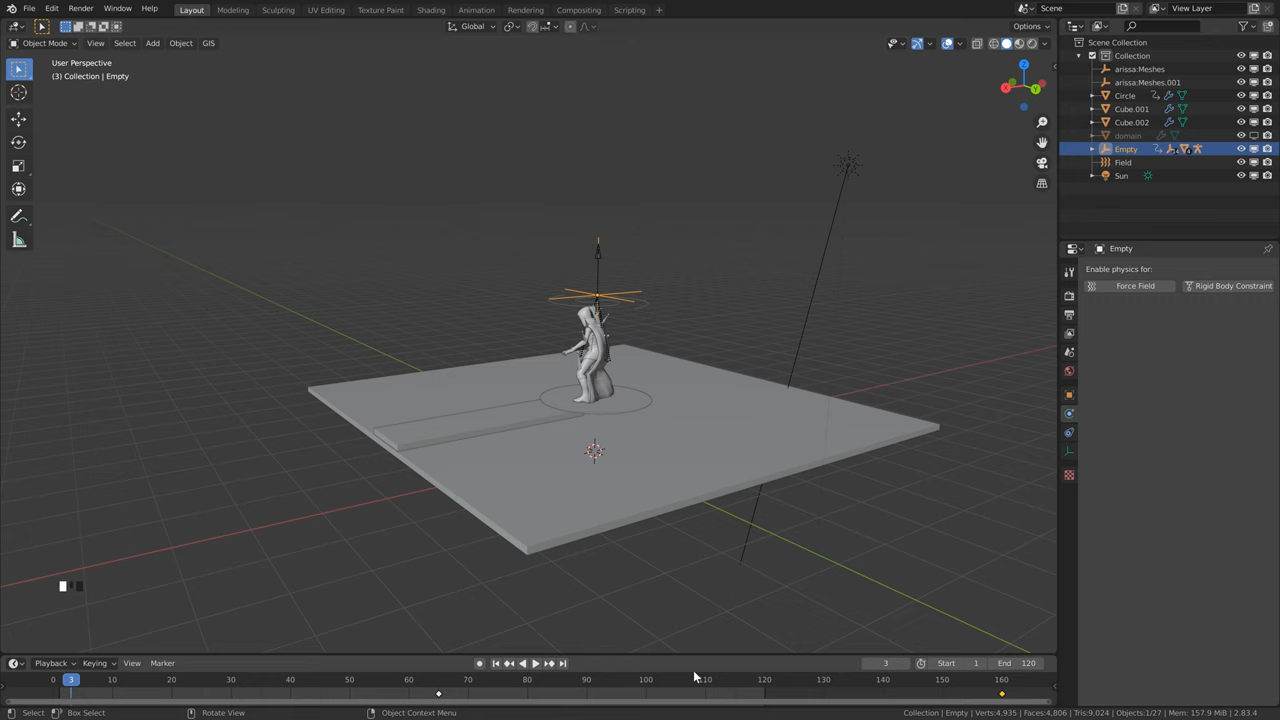 File Edit Render Window Help Layout Modeling Sculpting UV Editing Texture Paint Shading Animation Rendering Compositing Scripting + Scene View Layer
Global Options
Object Mode View Select Add Object GIS
User Perspective
(3) Collection | Empty
Z
X
Y
Scene Collection
Collection
arissa:Meshes
arissa:Meshes.001
Circle
Cube.001
Cube.002
domain
Empty
Field
Sun
Empty
Enable physics for:
Force Field Rigid Body Constraint
Playback Keying View Marker 3 Start 1 End 120
0 3 10 20 30 40 50 60 70 80 90 100 110 120 130 140 150 160
Select Box Select Rotate View Object Context Menu Collection | Empty | Verts:4,935 | Faces:4,806 | Tris:9,024 | Objects:1/27 | Mem: 157.9 MiB | 2.83.4